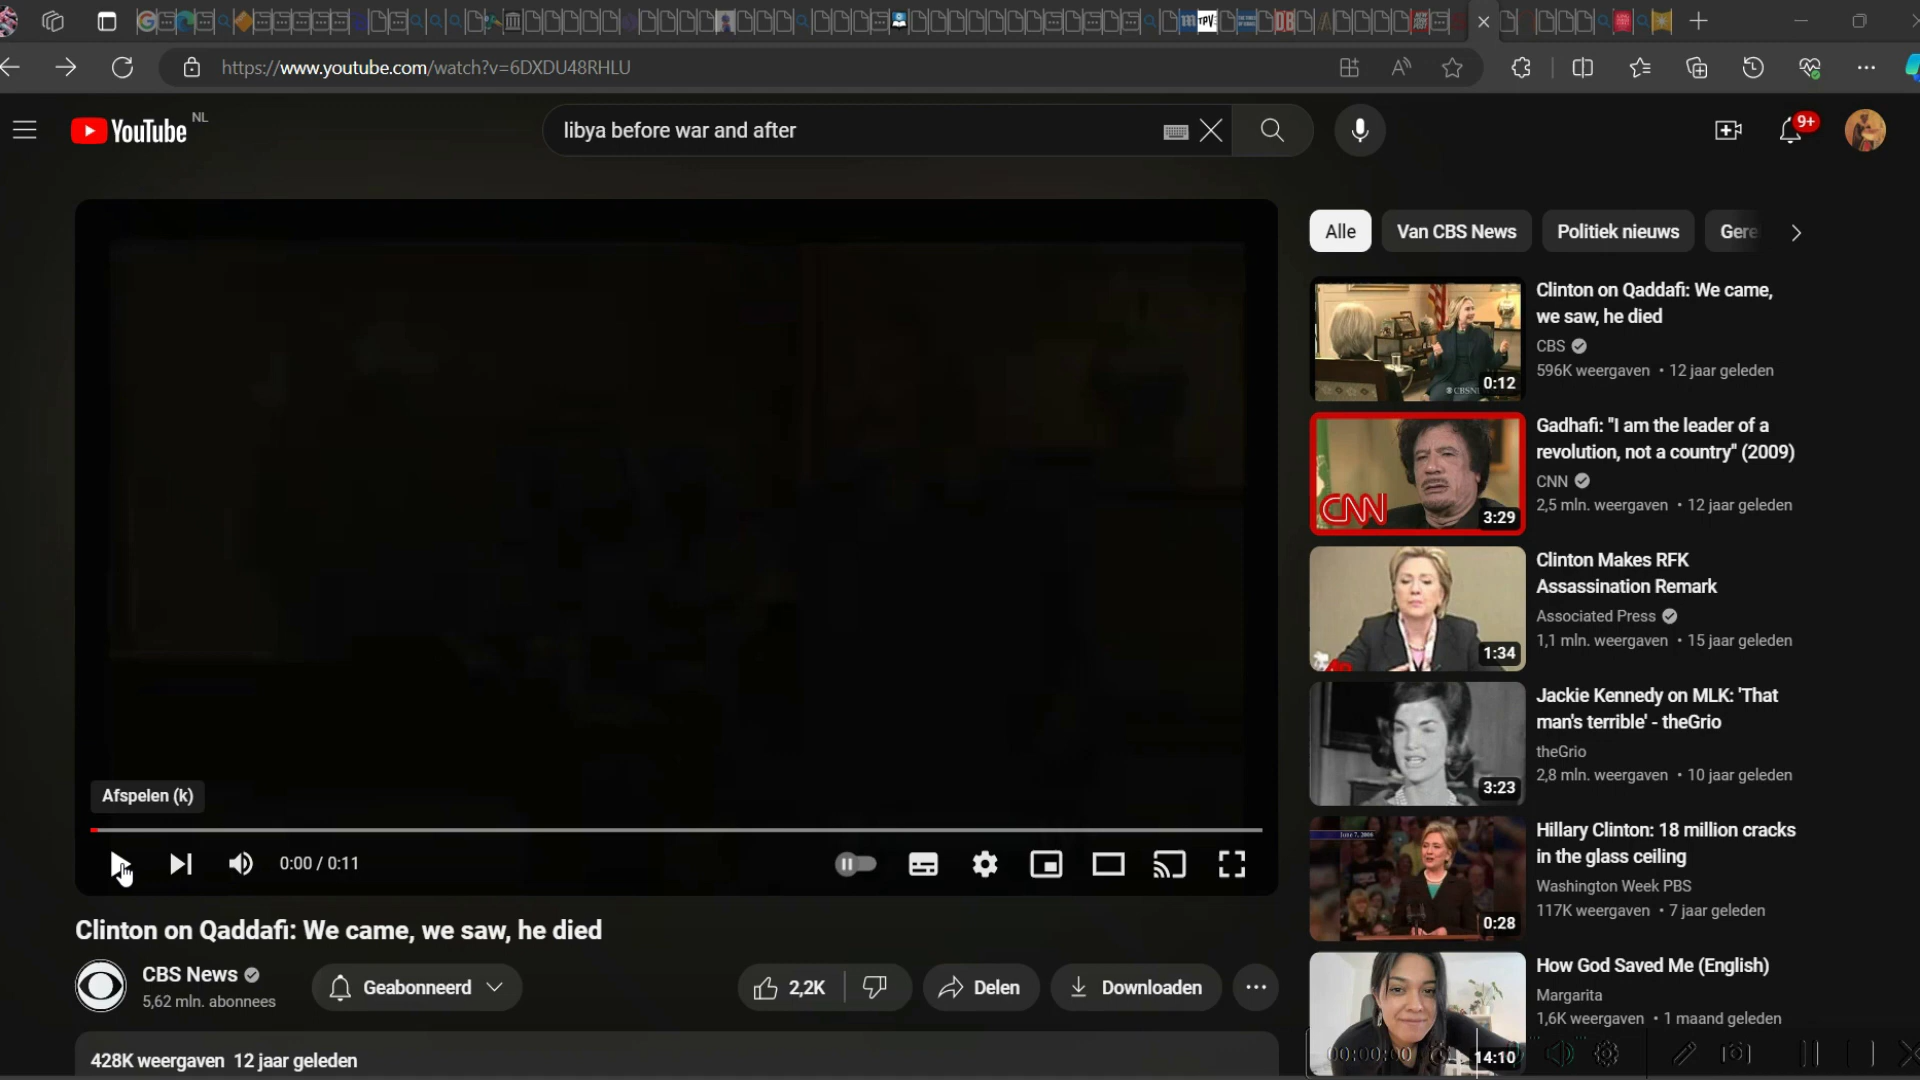 https://www.youtube.com/watch?v=6DXDU48RHLU
YouTube NL
libya before war and after
9+
Alle
Van CBS News
Politiek nieuws
Gere
Clinton on Qaddafi: We came,
we saw, he died
CBS
596K weergaven • 12 jaar geleden
0:12
Gadhafi: "I am the leader of a
revolution, not a country" (2009)
CNN
2,5 mln. weergaven • 12 jaar geleden
CNN
3:29
Clinton Makes RFK
Assassination Remark
Associated Press
1,1 mln. weergaven • 15 jaar geleden
1:34
Jackie Kennedy on MLK: 'That
man's terrible' - theGrio
theGrio
2,8 mln. weergaven • 10 jaar geleden
3:23
Hillary Clinton: 18 million cracks
in the glass ceiling
Washington Week PBS
117K weergaven • 7 jaar geleden
0:28
How God Saved Me (English)
Margarita
1,6K weergaven • 1 maand geleden
14:10
00:00:00
Afspelen (k)
0:00 / 0:11
Clinton on Qaddafi: We came, we saw, he died
CBS News
5,62 mln. abonnees
Geabonneerd
2,2K
Delen
Downloaden
428K weergaven 12 jaar geleden